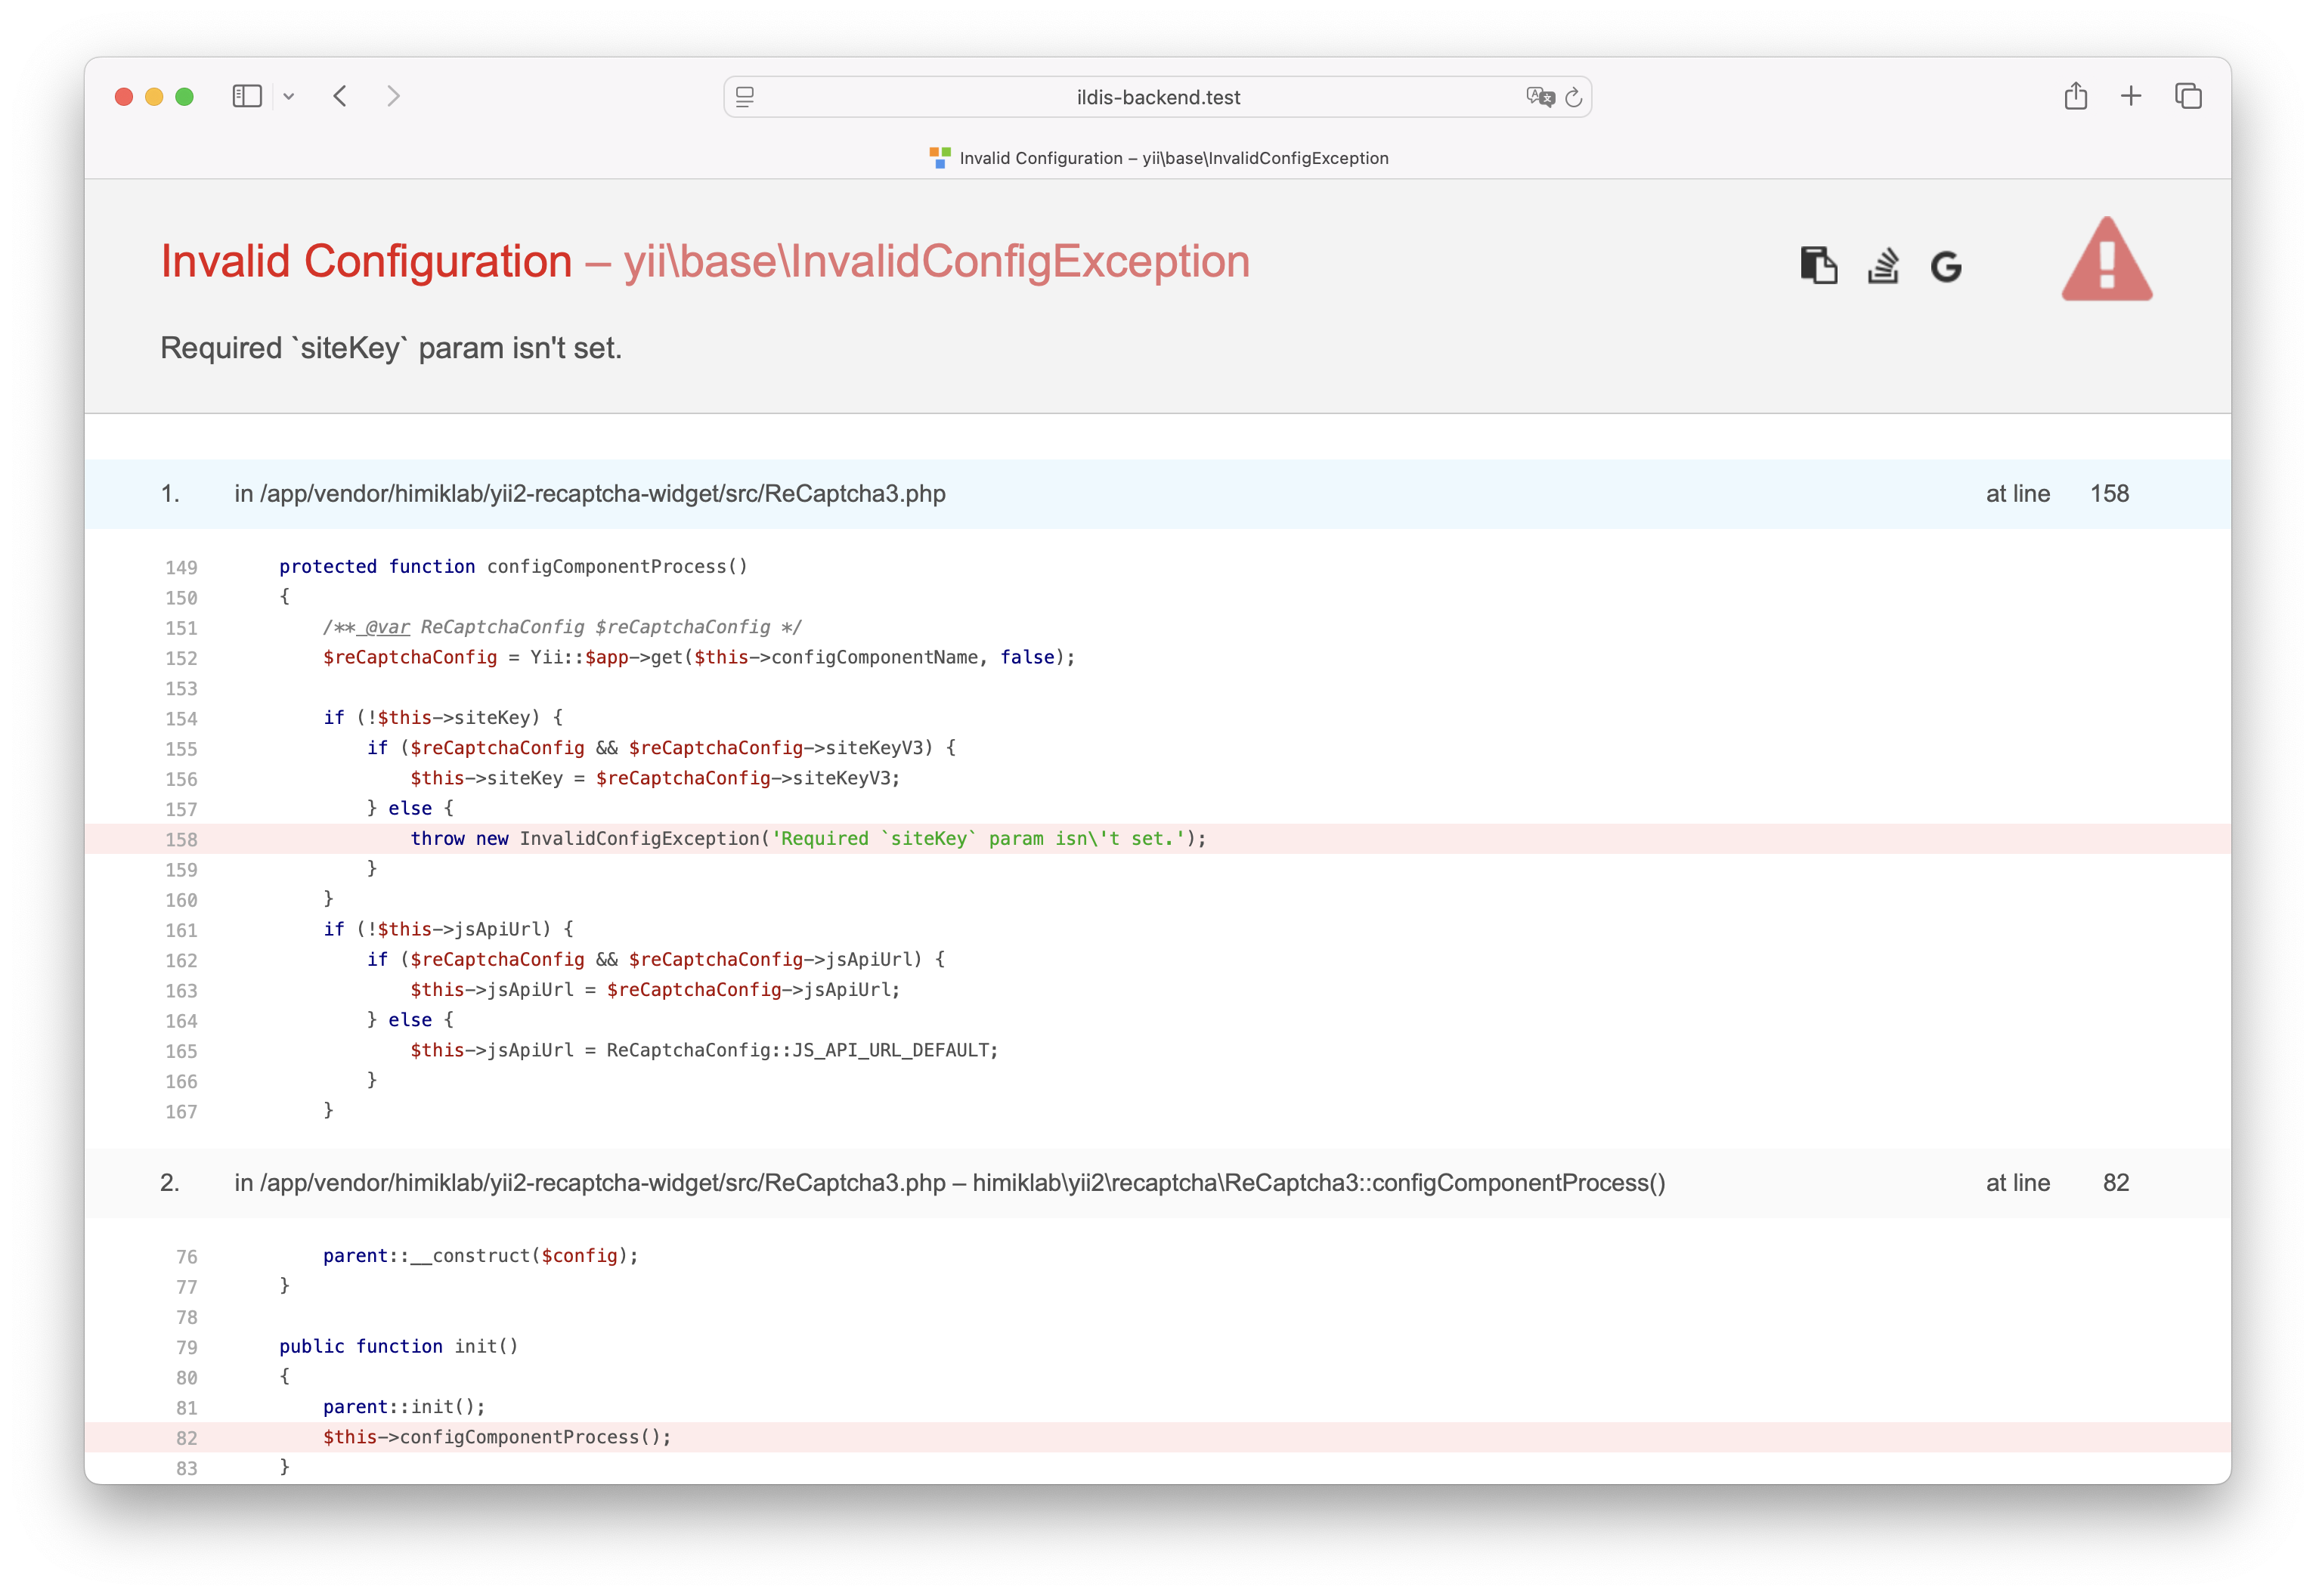 ildis-backend.test
Invalid Configuration – yii\base\InvalidConfigException
Invalid Configuration – yii\base\InvalidConfigException
Required `siteKey` param isn't set.
1. in /app/vendor/himiklab/yii2-recaptcha-widget/src/ReCaptcha3.php at line 158
149 protected function configComponentProcess()
150 {
151 /** @var ReCaptchaConfig $reCaptchaConfig */
152 $reCaptchaConfig = Yii::$app->get($this->configComponentName, false);
153
154 if (!$this->siteKey) {
155 if ($reCaptchaConfig && $reCaptchaConfig->siteKeyV3) {
156 $this->siteKey = $reCaptchaConfig->siteKeyV3;
157 } else {
158 throw new InvalidConfigException('Required `siteKey` param isn\'t set.');
159 }
160 }
161 if (!$this->jsApiUrl) {
162 if ($reCaptchaConfig && $reCaptchaConfig->jsApiUrl) {
163 $this->jsApiUrl = $reCaptchaConfig->jsApiUrl;
164 } else {
165 $this->jsApiUrl = ReCaptchaConfig::JS_API_URL_DEFAULT;
166 }
167 }
2. in /app/vendor/himiklab/yii2-recaptcha-widget/src/ReCaptcha3.php – himiklab\yii2\recaptcha\ReCaptcha3::configComponentProcess() at line 82
76 parent::__construct($config);
77 }
78
79 public function init()
80 {
81 parent::init();
82 $this->configComponentProcess();
83 }